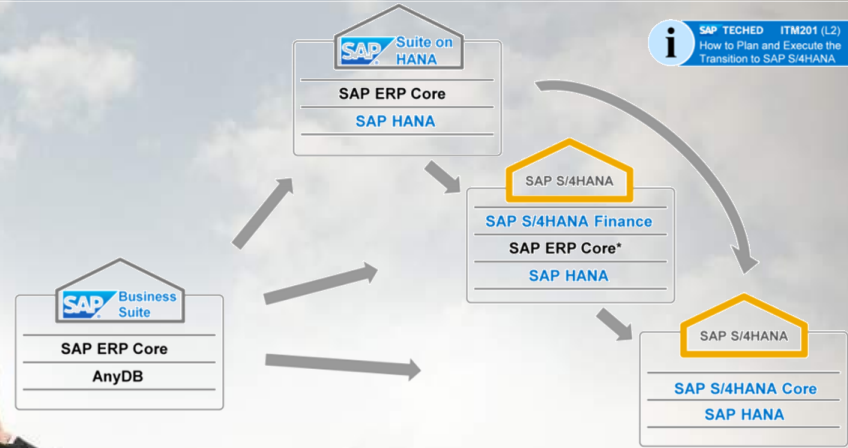 SAP TECHED ITM201 (L2)
How to Plan and Execute the
Transition to SAP S/4HANA
i
SAP Suite on
HANA
SAP ERP Core
SAP HANA
SAP S/4HANA
SAP S/4HANA Finance
SAP ERP Core*
SAP HANA
SAP Business
Suite
SAP ERP Core
AnyDB
SAP S/4HANA
SAP S/4HANA Core
SAP HANA